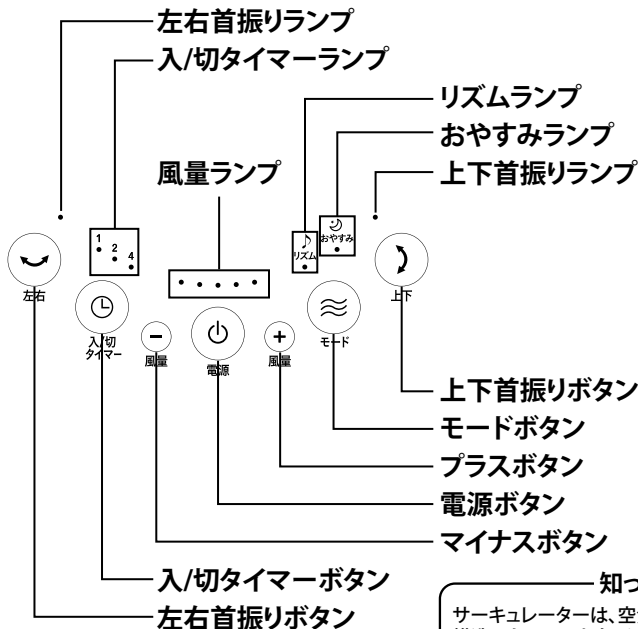 左右首振りランプ
入/切タイマーランプ
リズムランプ
おやすみランプ
風量ランプ
上下首振りランプ
1
2
4
リズム
おやすみ
左右
入/切
タイマー
風量
電源
風量
モード
上下
上下首振りボタン
モードボタン
プラスボタン
電源ボタン
マイナスボタン
入/切タイマーボタン
左右首振りボタン
知っ
サーキュレーターは、空